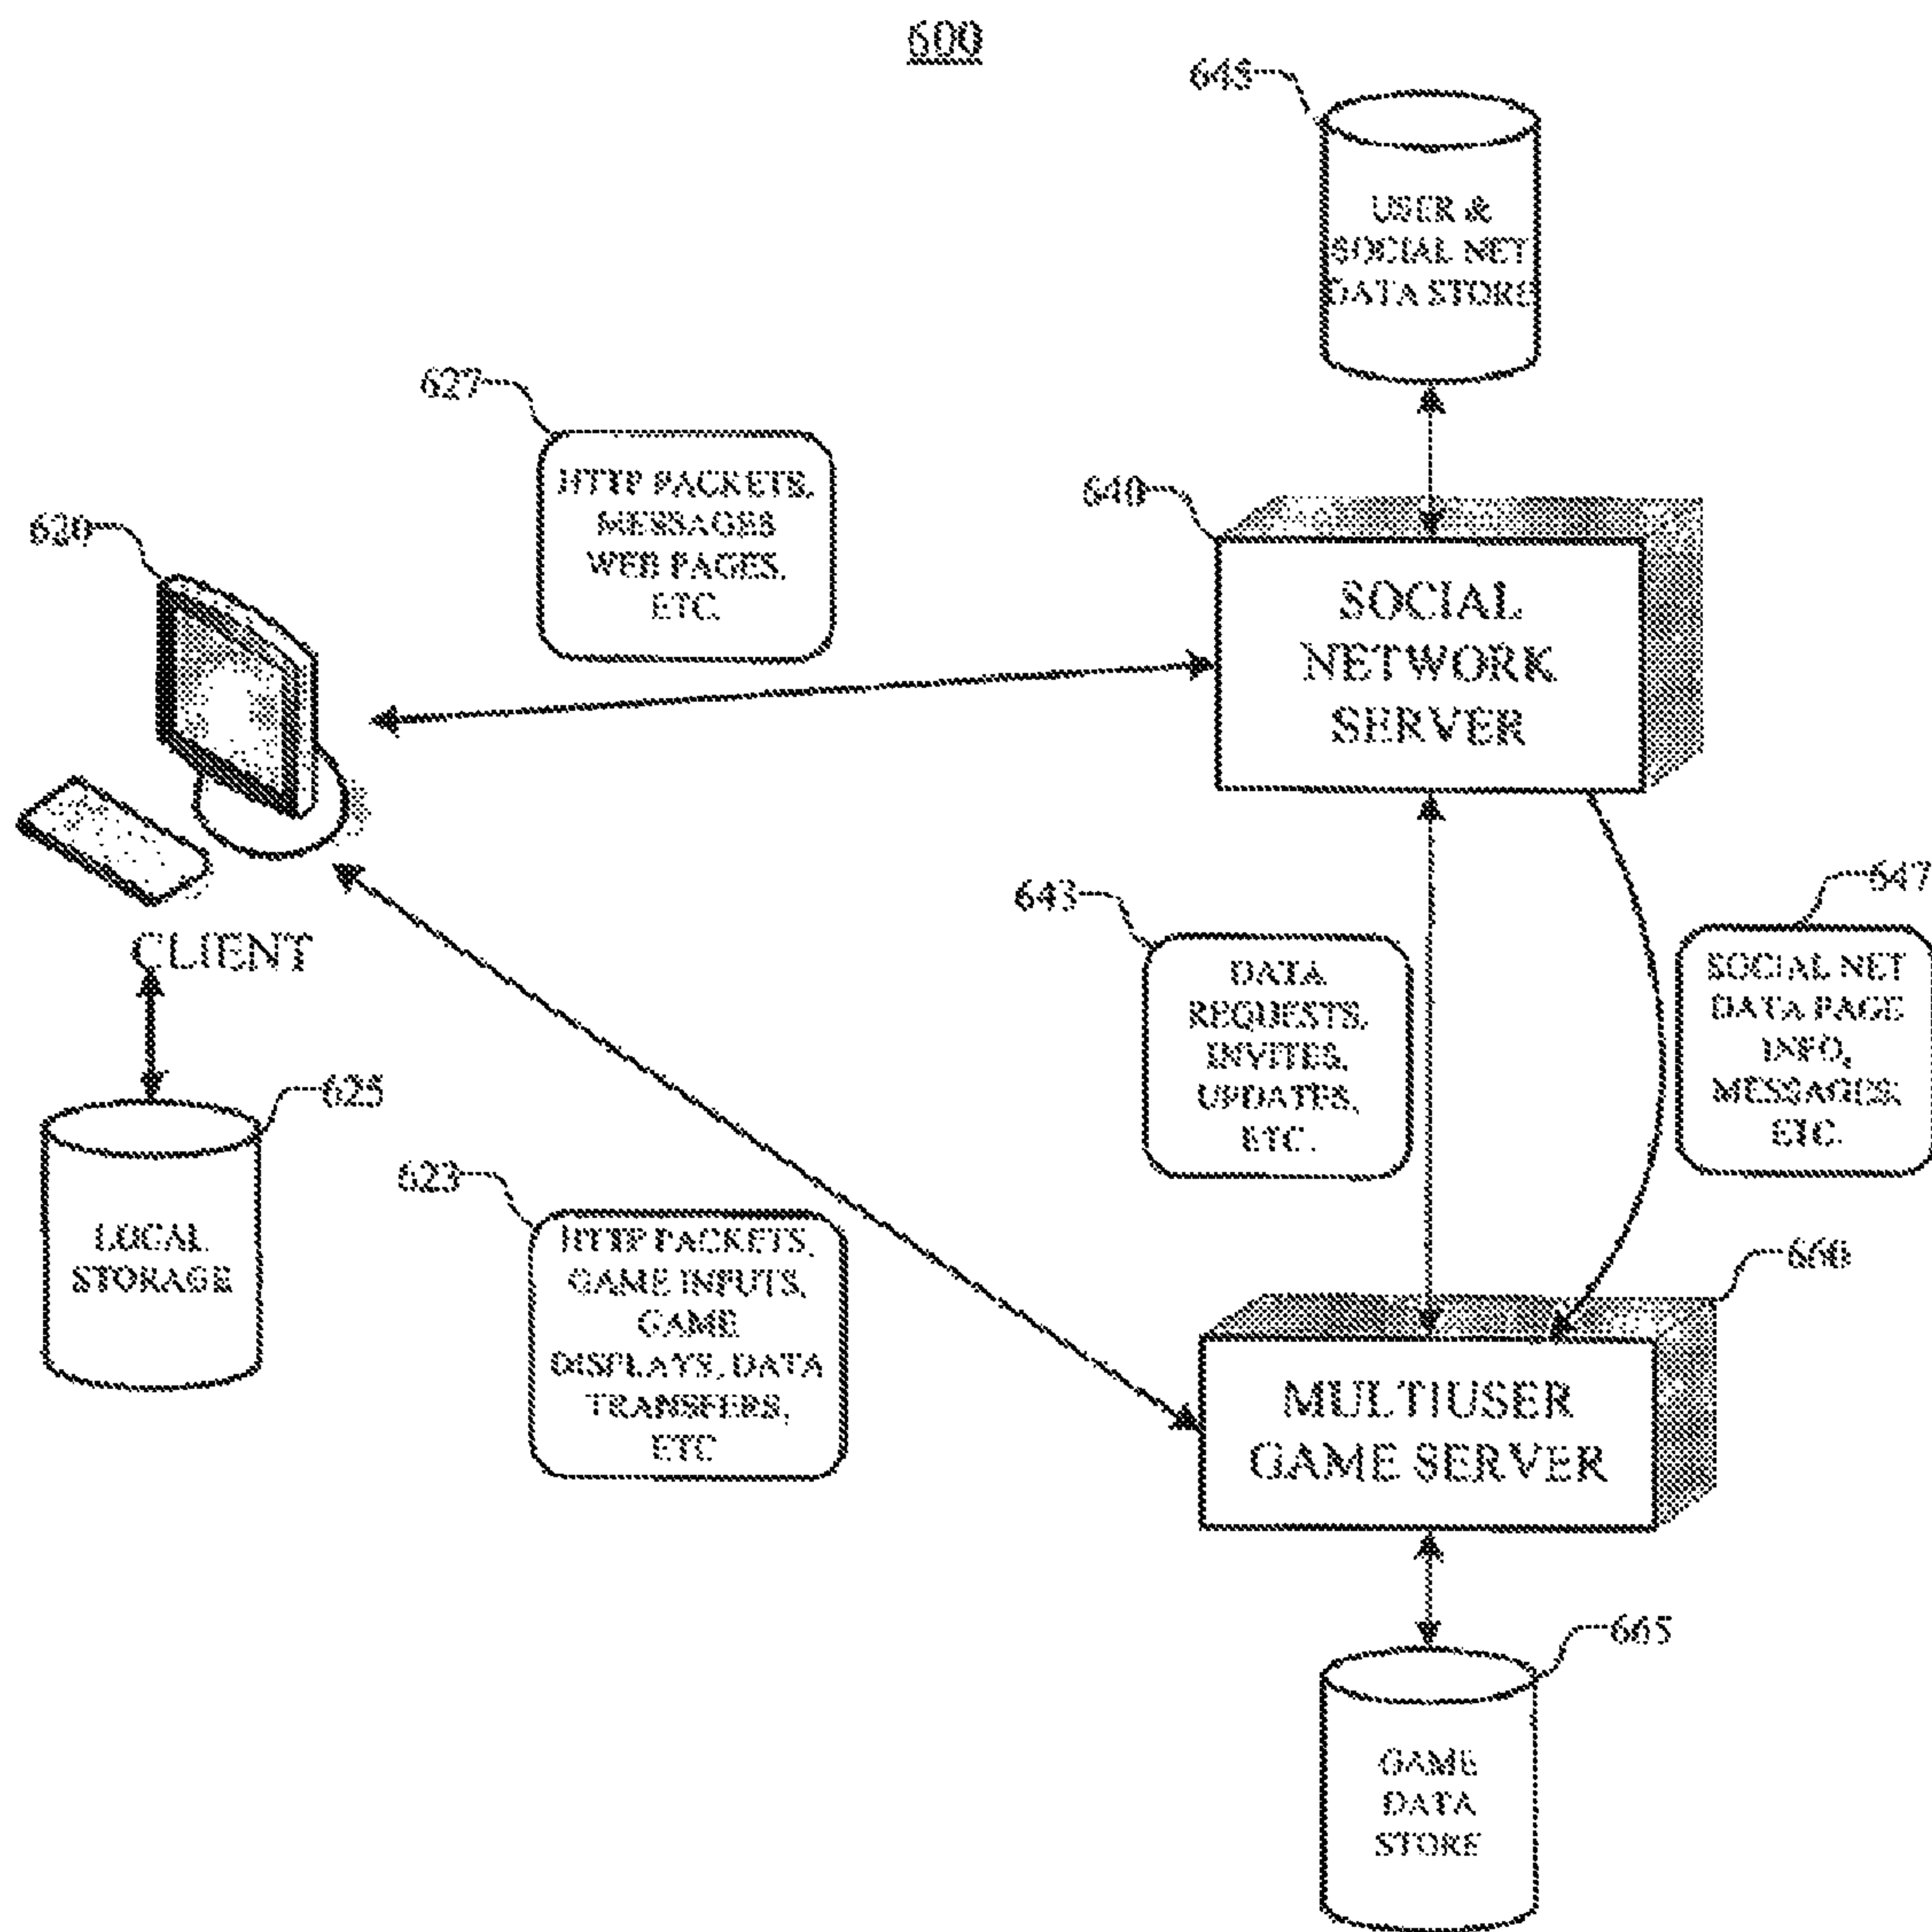 600
645
USER &
SOCIAL NET
DATA STORE
627
HTTP PACKETS,
MESSAGES
WEB PAGES,
ETC.
640
SOCIAL
NETWORK
SERVER
620
CLIENT
643
DATA
REQUESTS,
INVITES,
UPDATES,
ETC.
647
SOCIAL NET
DATA PAGE
INFO,
MESSAGES,
ETC.
625
LOCAL
STORAGE
623
HTTP PACKETS,
GAME INPUTS,
GAME
DISPLAYS, DATA
TRANSFERS,
ETC
660
MULTIUSER
GAME SERVER
665
GAME
DATA
STORE